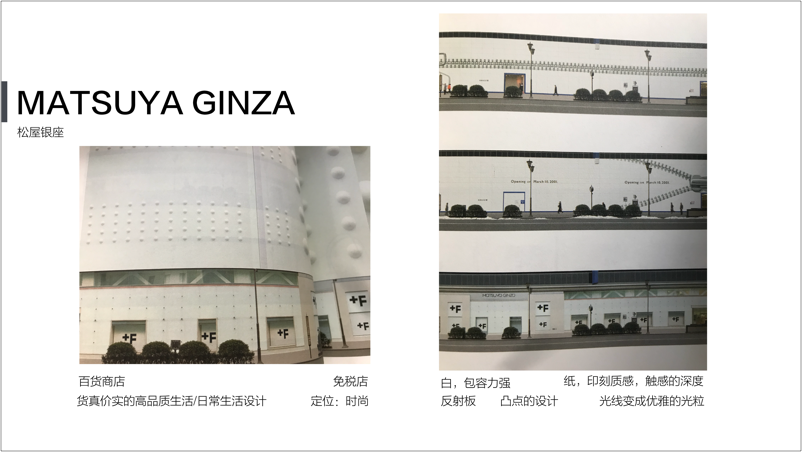 MATSUYA GINZA
松屋银座
+F
+F
+F
+F
+F
百货商店
免税店
货真价实的高品质生活/日常生活设计
定位：时尚
Opening on March 10 2001.
Opening on March 10 2001.
MATSUYA GINZA
+F
+F
+F
+F
+F
+F
+F
+F
+F
白，包容力强
纸，印刻质感，触感的深度
反射板
凸点的设计
光线变成优雅的光粒